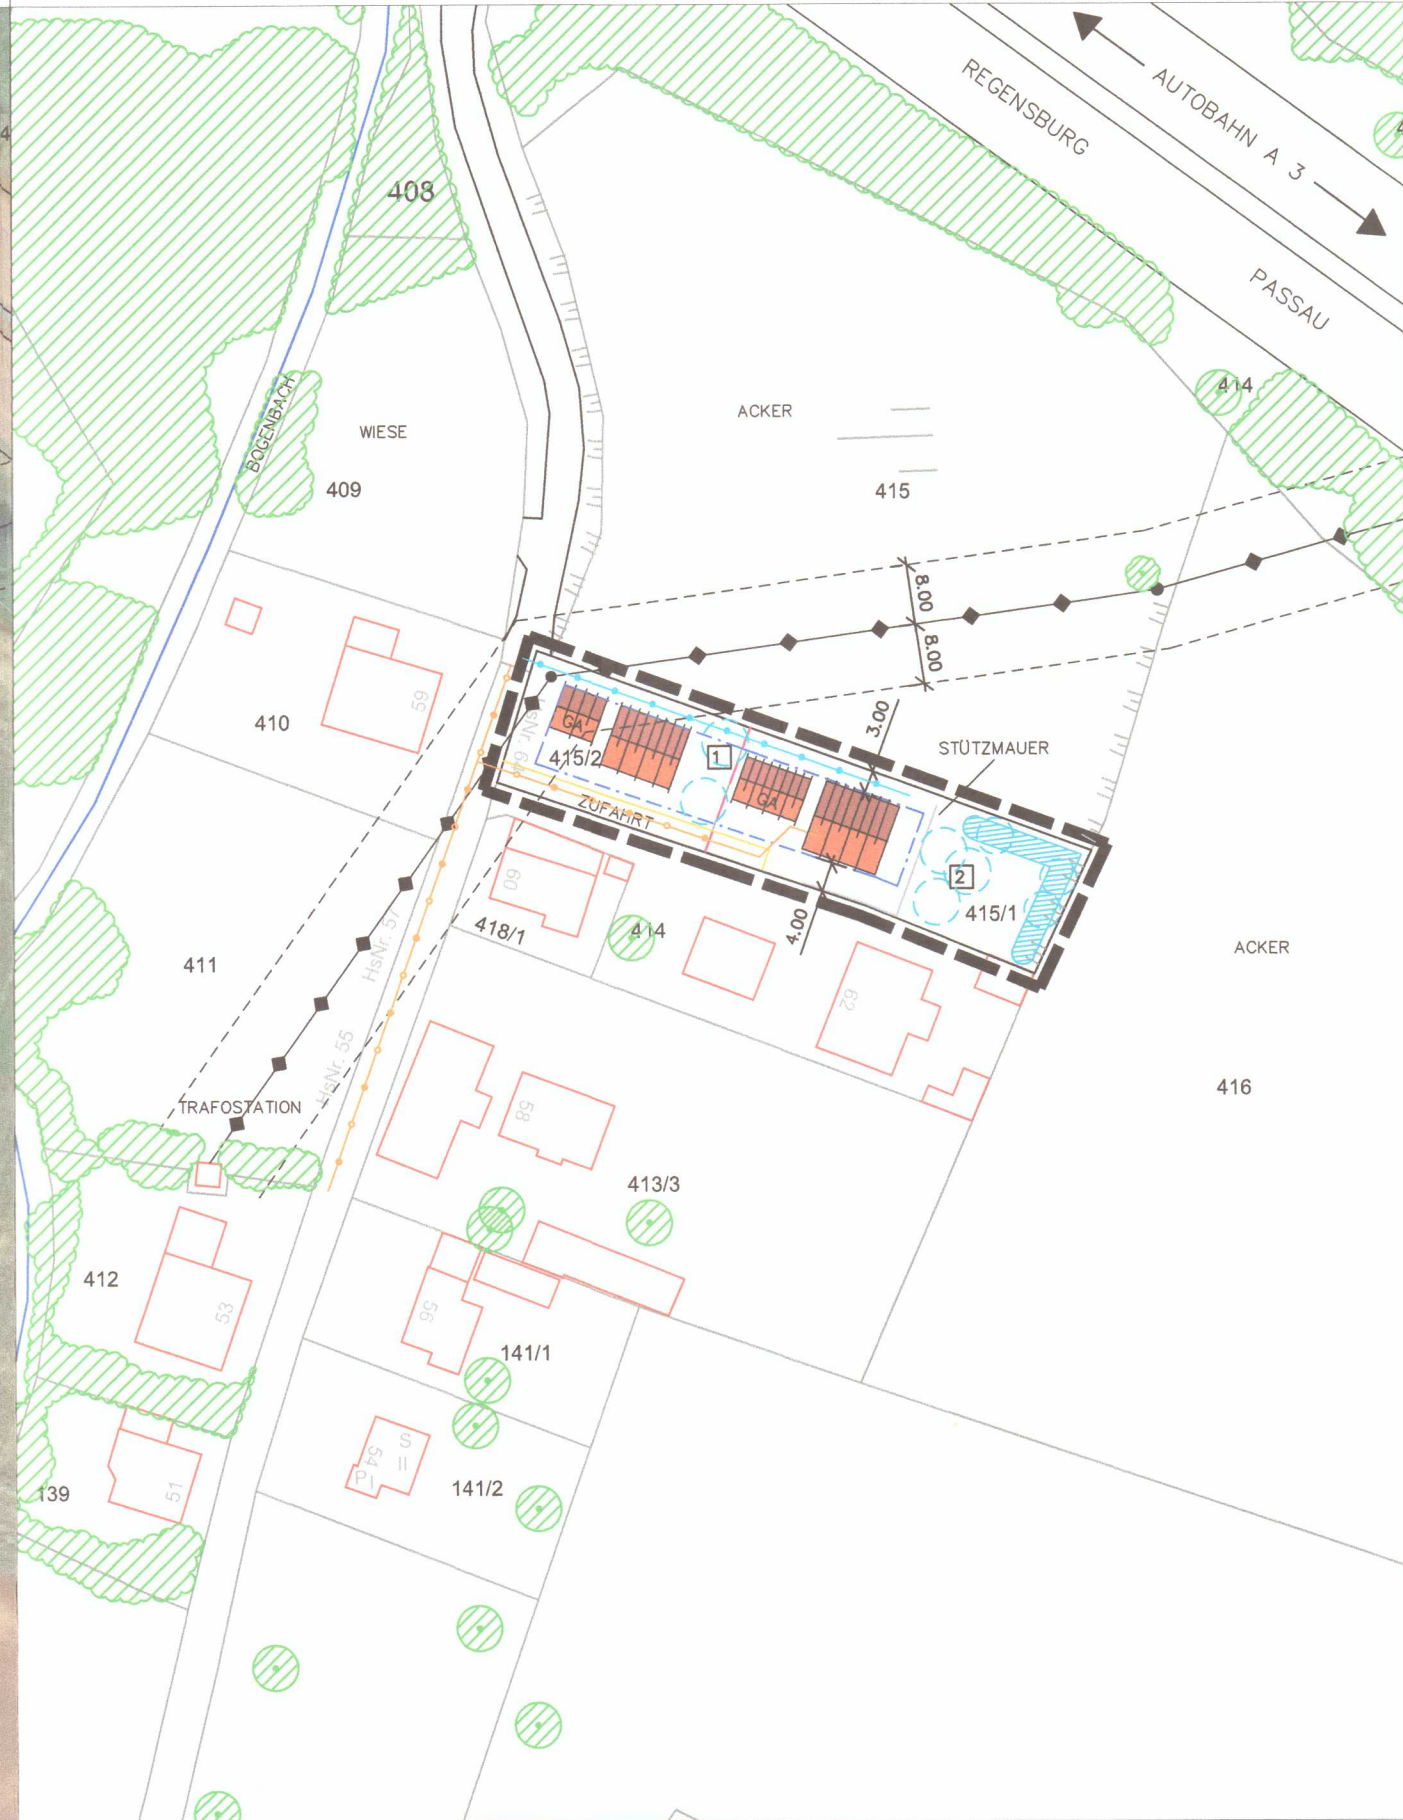 REGENSBURG
AUTOBAHN A 3
PASSAU
408
BOGENBACH
WIESE
409
ACKER
415
414
8.00
8.00
3.00
STÜTZMAUER
410
59
HsNr. 64
GA
415/2
1
GA
ZUFAHRT
2
415/1
4.00
60
418/1
414
62
ACKER
411
HsNr. 57
HsNr. 55
416
TRAFOSTATION
58
413/3
412
53
56
141/1
S =
54
141/2
139
51